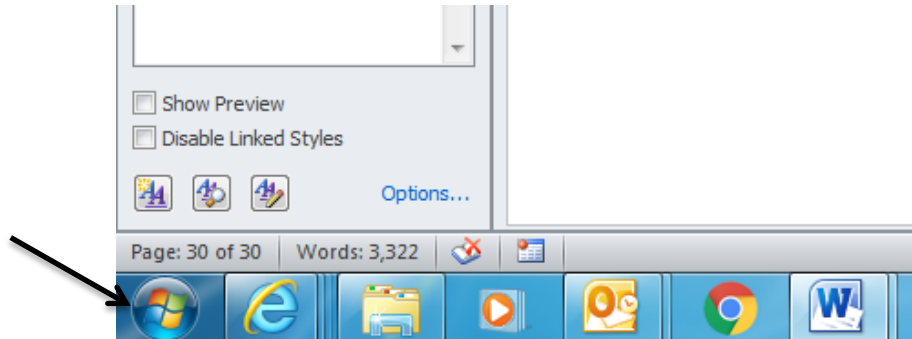 Show Preview
Disable Linked Styles
Options...
Page: 30 of 30 Words: 3,322